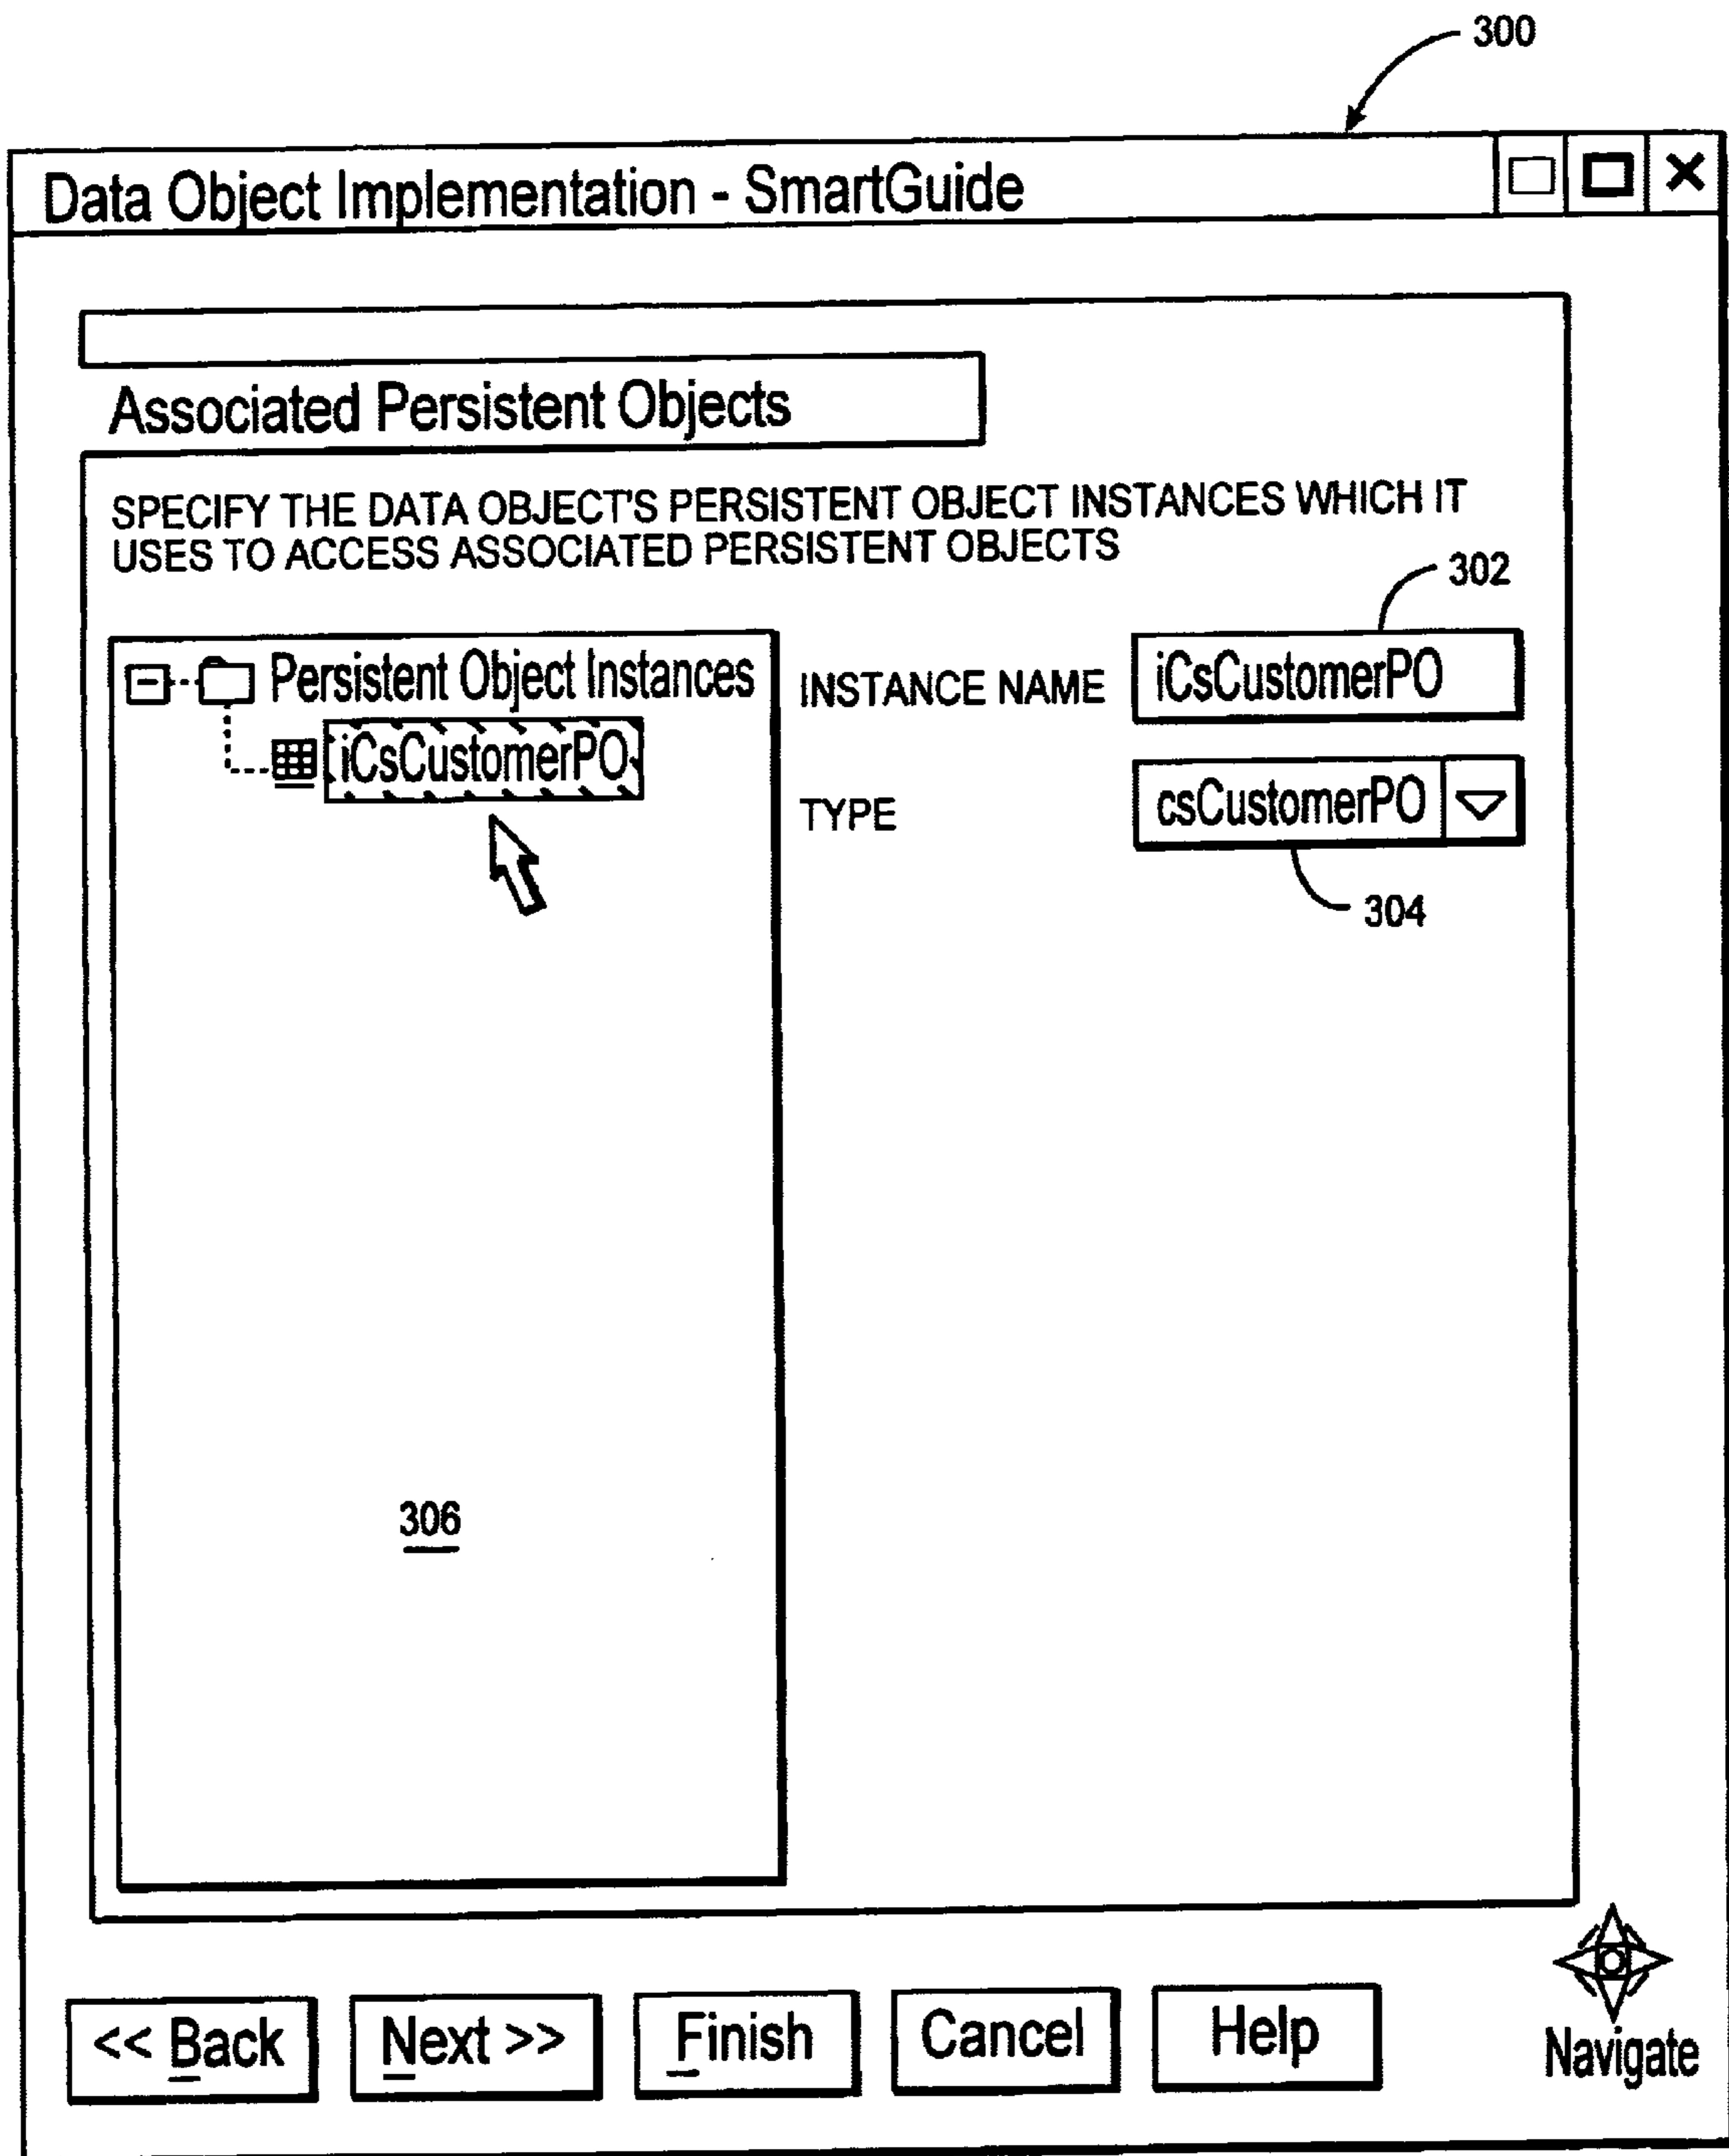 300
Data Object Implementation - SmartGuide
Associated Persistent Objects
SPECIFY THE DATA OBJECT'S PERSISTENT OBJECT INSTANCES WHICH IT
USES TO ACCESS ASSOCIATED PERSISTENT OBJECTS
302
Persistent Object Instances
iCsCustomerPO
INSTANCE NAME
iCsCustomerPO
TYPE
csCustomerPO
304
306
<< Back
Next >>
Finish
Cancel
Help
Navigate